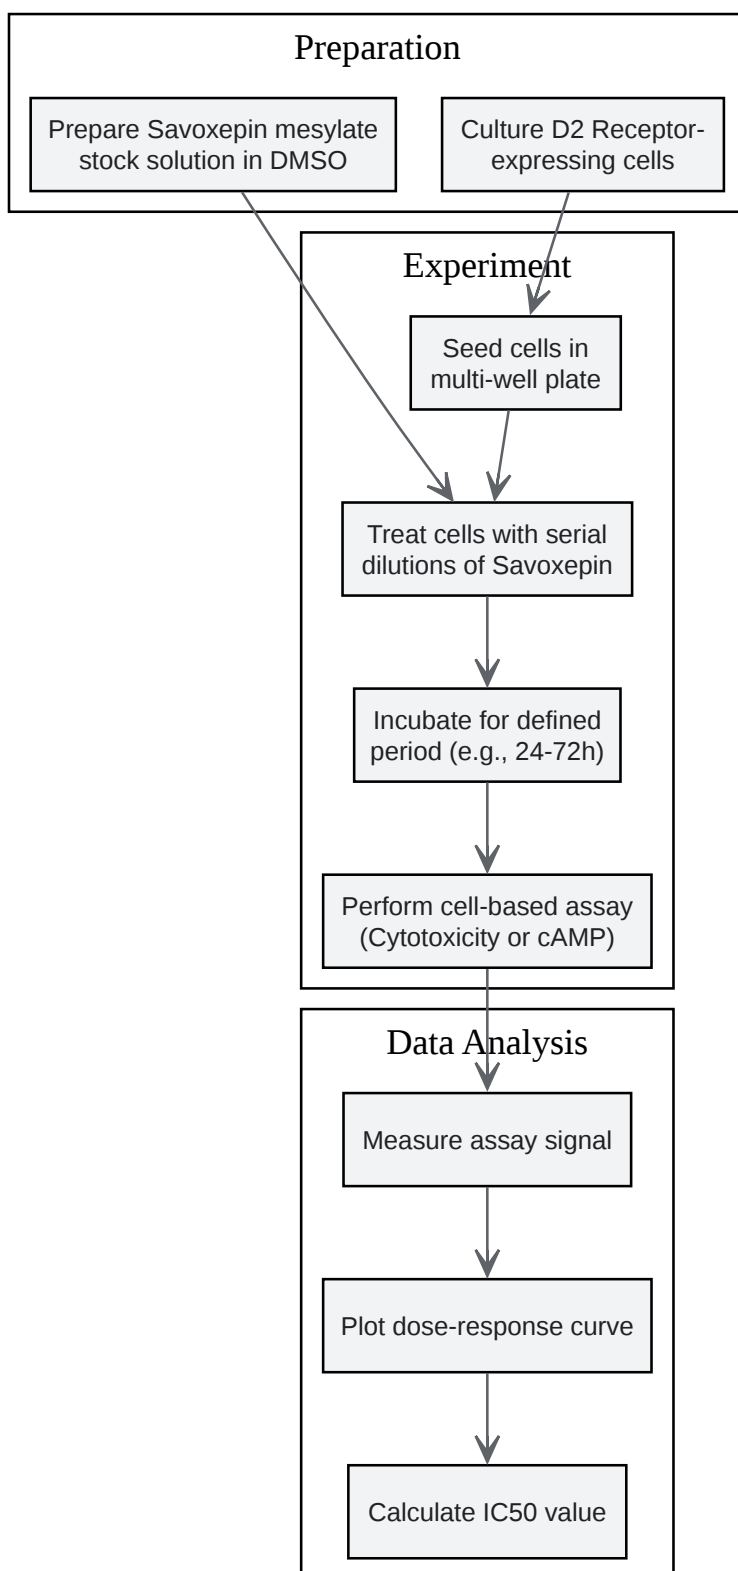 Preparation
Prepare Savoxepin mesylate
stock solution in DMSO
Culture D2 Receptor-
expressing cells
Experiment
Seed cells in
multi-well plate
Treat cells with serial
dilutions of Savoxepin
Incubate for defined
period (e.g., 24-72h)
Perform cell-based assay
(Cytotoxicity or cAMP)
Data Analysis
Measure assay signal
Plot dose-response curve
Calculate IC50 value